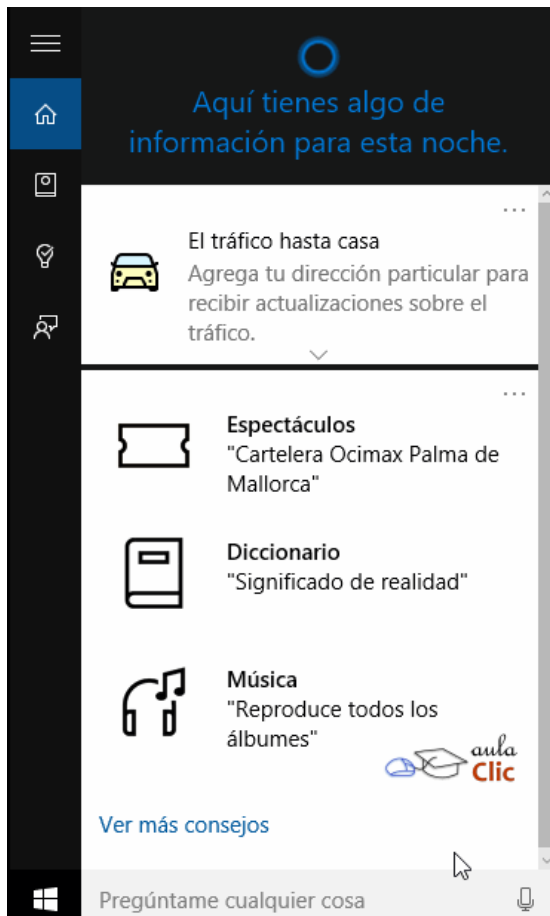 Aquí tienes algo de
información para esta noche.
El tráfico hasta casa
Agrega tu dirección particular para
recibir actualizaciones sobre el
tráfico.
Espectáculos
"Cartelera Ocimax Palma de
Mallorca"
Diccionario
"Significado de realidad"
Música
"Reproduce todos los
álbumes"
aula
Clic
Ver más consejos
Pregúntame cualquier cosa